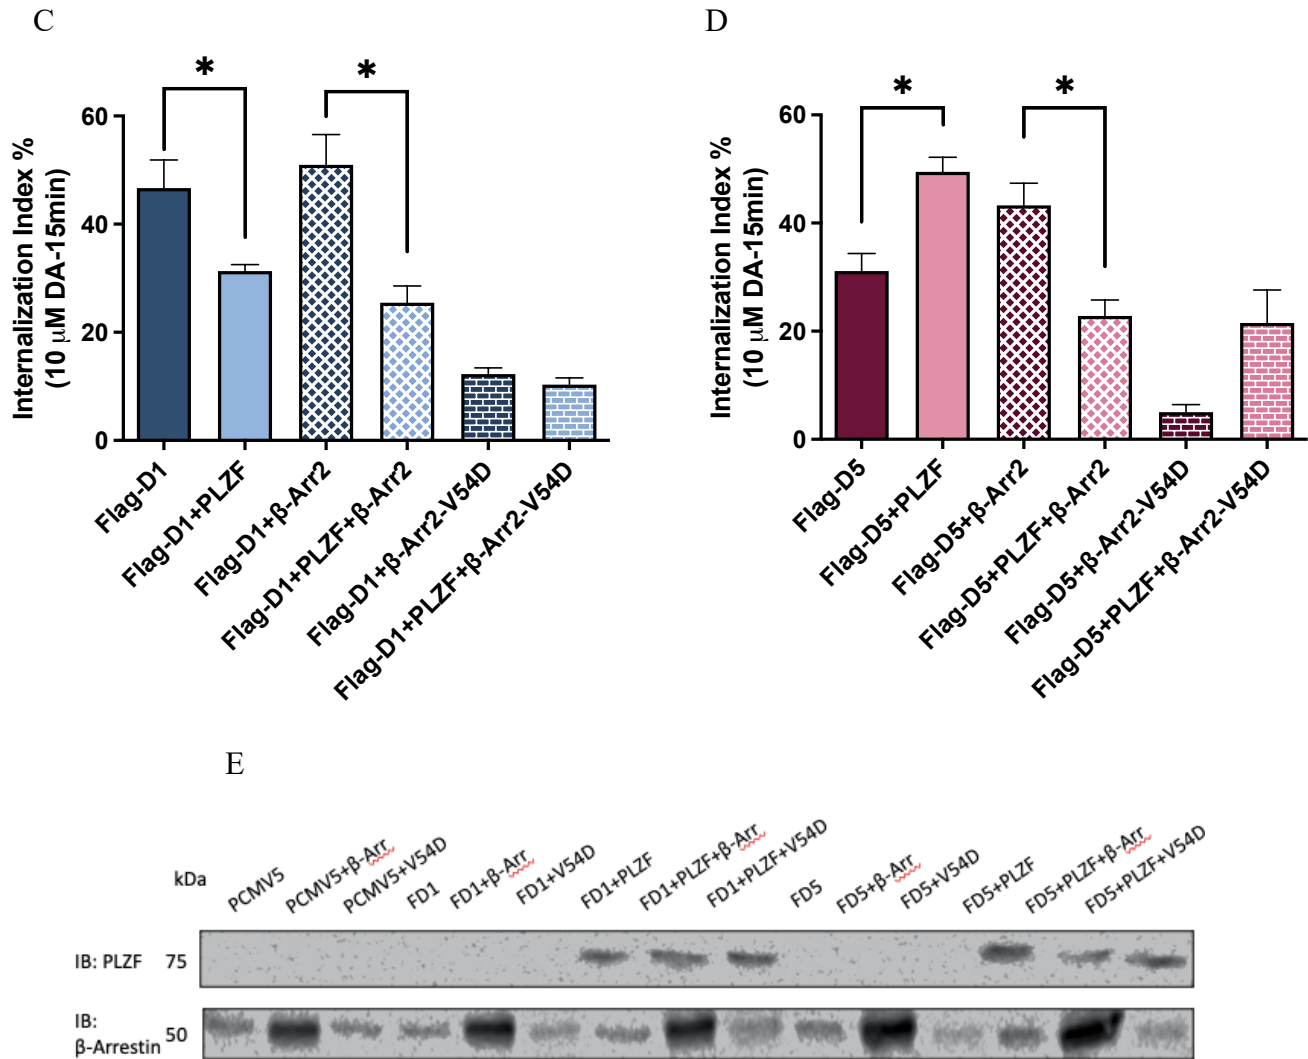 C
D
*
*
60
40
20
0
Internalization Index %
(10 μM DA-15min)
Flag-D1
Flag-D1+PLZF
Flag-D1+β-Arr2
Flag-D1+PLZF+β-Arr2
Flag-D1+β-Arr2-V54D
Flag-D1+PLZF+β-Arr2-V54D
*
*
60
40
20
0
Internalization Index %
(10 μM DA-15min)
Flag-D5
Flag-D5+PLZF
Flag-D5+β-Arr2
Flag-D5+PLZF+β-Arr2
Flag-D5+β-Arr2-V54D
Flag-D5+PLZF+β-Arr2-V54D
E
kDa
PCMV5
PCMV5+β-Arr
PCMV5+V54D
FD1
FD1+β-Arr
FD1+V54D
FD1+PLZF
FD1+PLZF+β-Arr
FD1+PLZF+V54D
FD5
FD5+β-Arr
FD5+V54D
FD5+PLZF
FD5+PLZF+β-Arr
FD5+PLZF+V54D
IB: PLZF 75
IB:
β-Arrestin 50